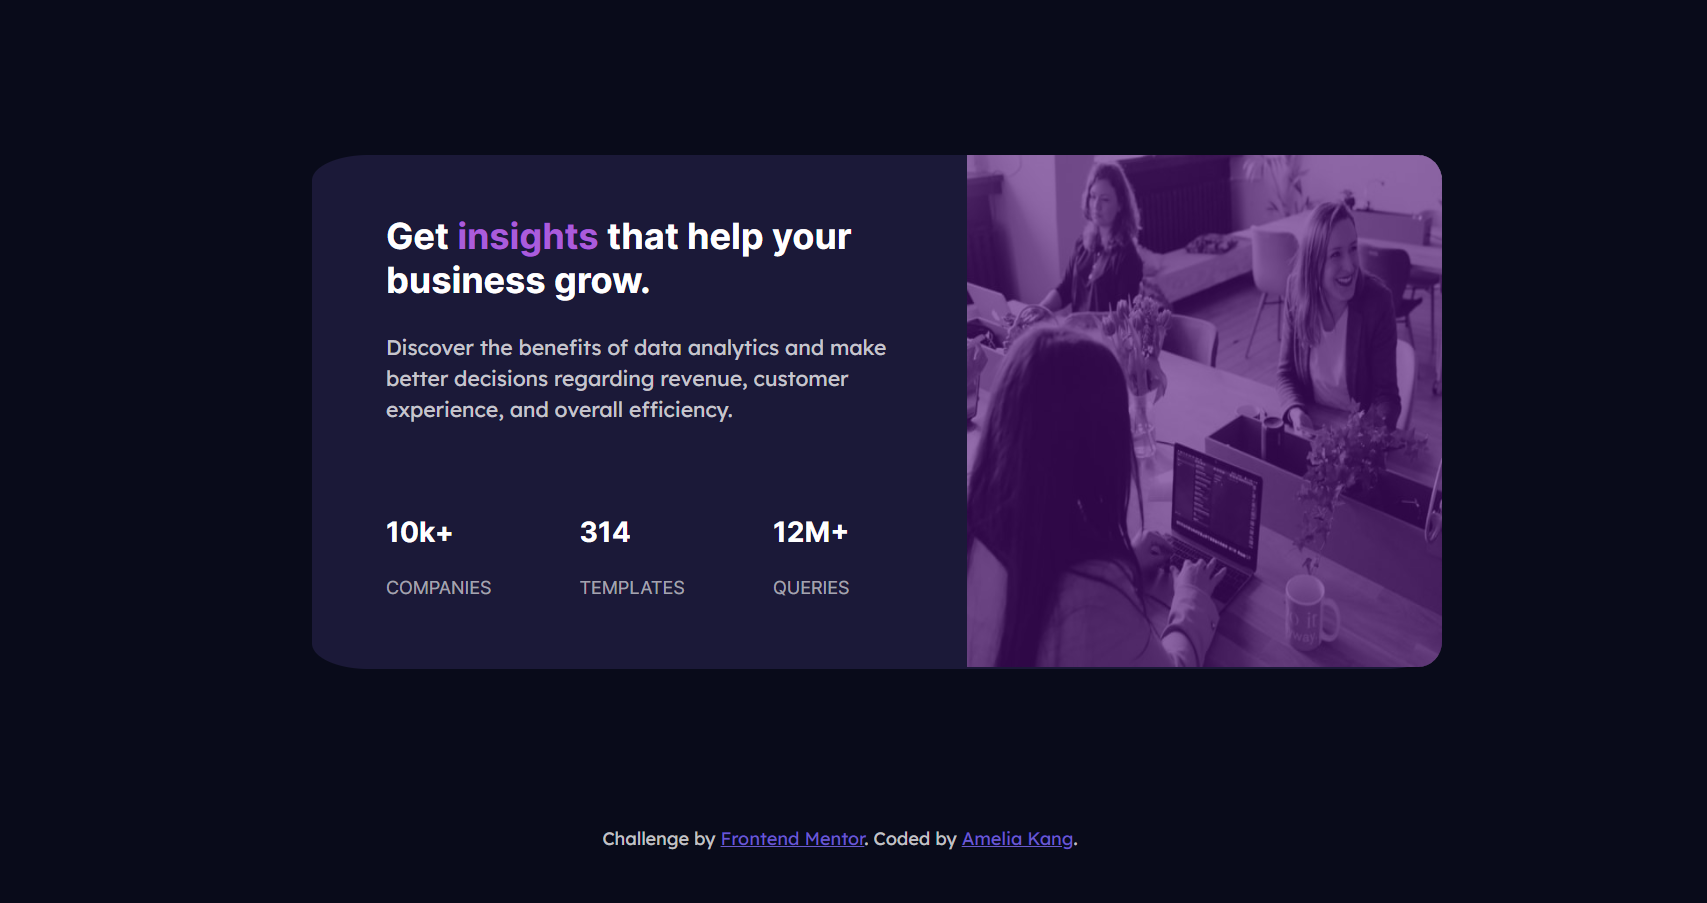 Get insights that help your
business grow.
Discover the benefits of data analytics and make
better decisions regarding revenue, customer
experience, and overall efficiency.
10k+ 314 12M+
COMPANIES TEMPLATES QUERIES
Challenge by Frontend Mentor. Coded by Amelia Kang.